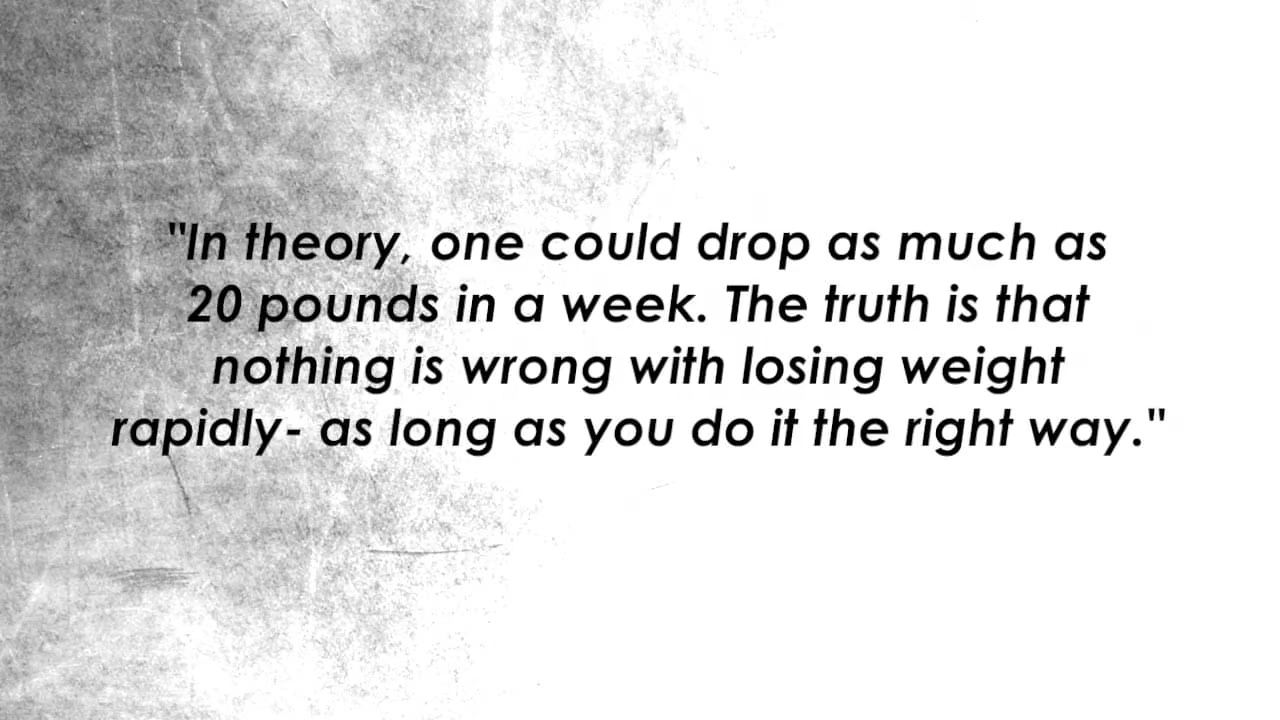 "In theory, one could drop as much as
20 pounds in a week. The truth is that
nothing is wrong with losing weight
rapidly- as long as you do it the right way."